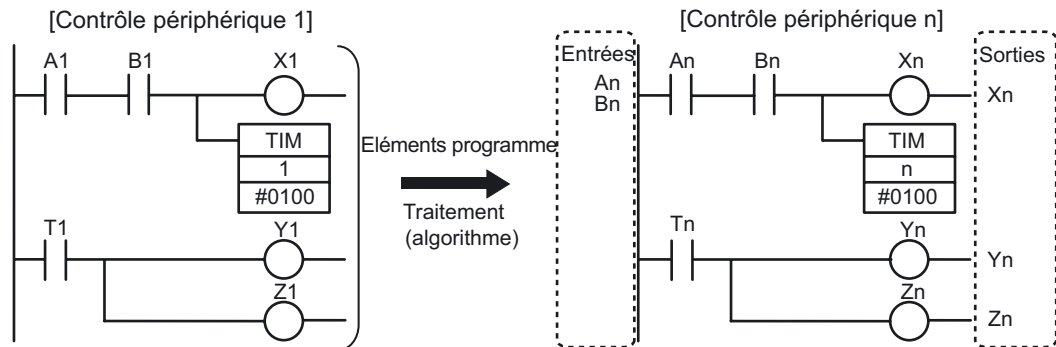 [Contrôle périphérique 1]
A1 B1 X1
TIM
1
#0100
T1 Y1
Z1
Eléments programme
Traitement
(algorithme)
[Contrôle périphérique n]
Entrées
An
Bn
An Bn Xn
TIM
n
#0100
Tn Yn
Zn
Sorties
Xn
Yn
Zn